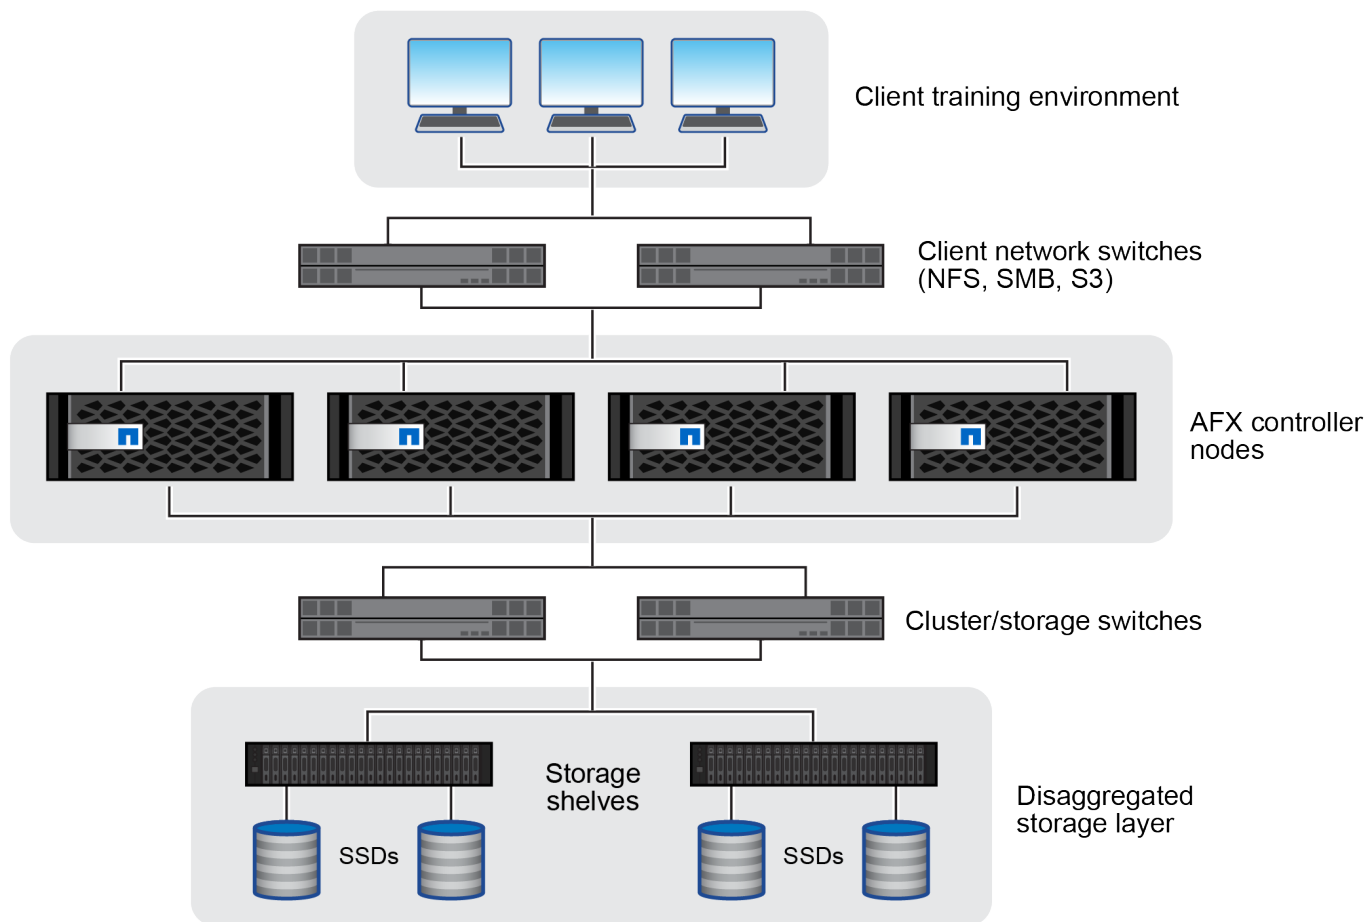 Client training environment
Client network switches
(NFS, SMB, S3)
AFX controller
nodes
Cluster/storage switches
Storage
shelves
Disaggregated
storage layer
SSDs
SSDs